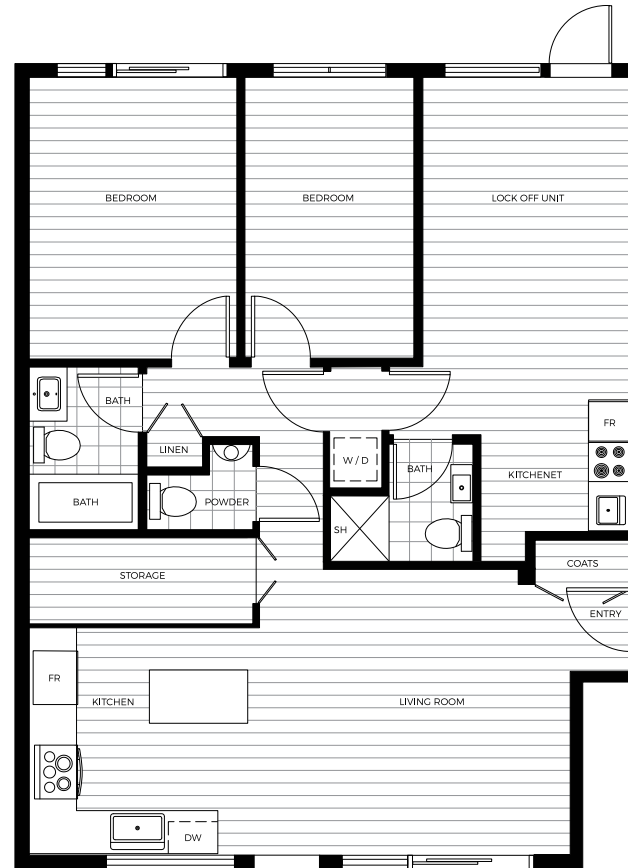 BEDROOM
BEDROOM
LOCK OFF UNIT
BATH
FR
LINEN
W / D
BATH
KITCHENET
BATH
POWDER
SH
COATS
STORAGE
ENTRY
FR
KITCHEN
LIVING ROOM
DW